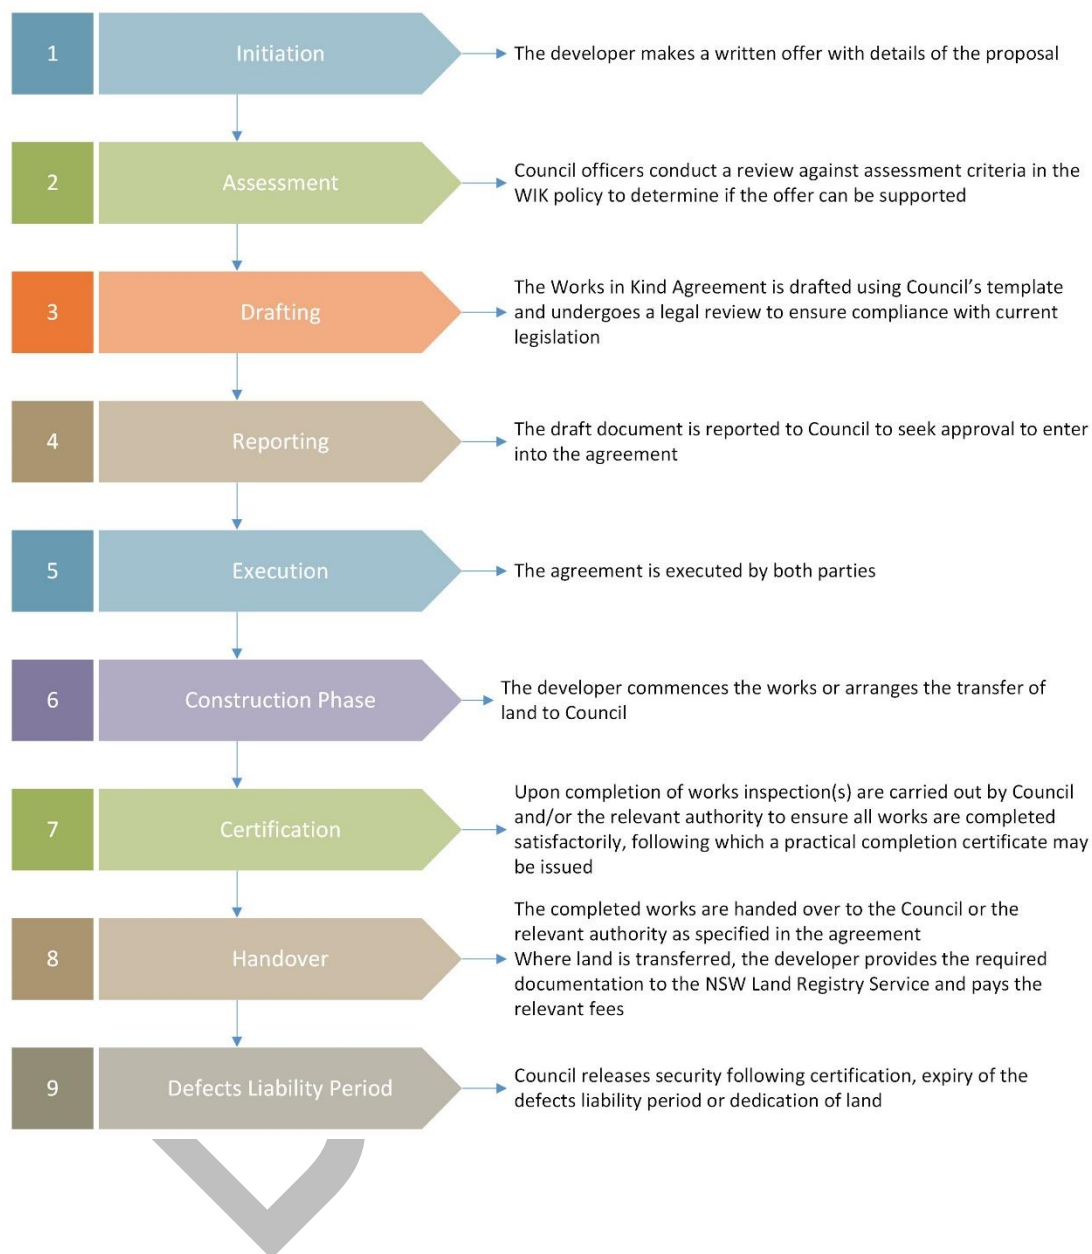 1
Initiation
The developer makes a written offer with details of the proposal
2
Assessment
Council officers conduct a review against assessment criteria in the
WIK policy to determine if the offer can be supported
3
Drafting
The Works in Kind Agreement is drafted using Council’s template
and undergoes a legal review to ensure compliance with current
legislation
4
Reporting
The draft document is reported to Council to seek approval to enter
into the agreement
5
Execution
The agreement is executed by both parties
6
Construction Phase
The developer commences the works or arranges the transfer of
land to Council
7
Certification
Upon completion of works inspection(s) are carried out by Council
and/or the relevant authority to ensure all works are completed
satisfactorily, following which a practical completion certificate may
be issued
8
Handover
The completed works are handed over to the Council or the
relevant authority as specified in the agreement
Where land is transferred, the developer provides the required
documentation to the NSW Land Registry Service and pays the
relevant fees
9
Defects Liability Period
Council releases security following certification, expiry of the
defects liability period or dedication of land